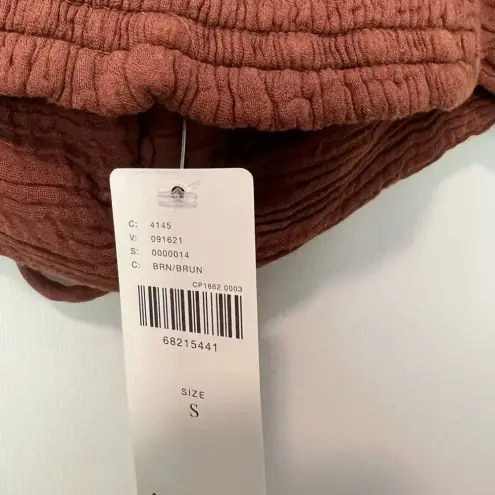 C: 4145
V: 091621
S: 0000014
C: BRN/BRUN
CP1862 0003
68215441
SIZE
S